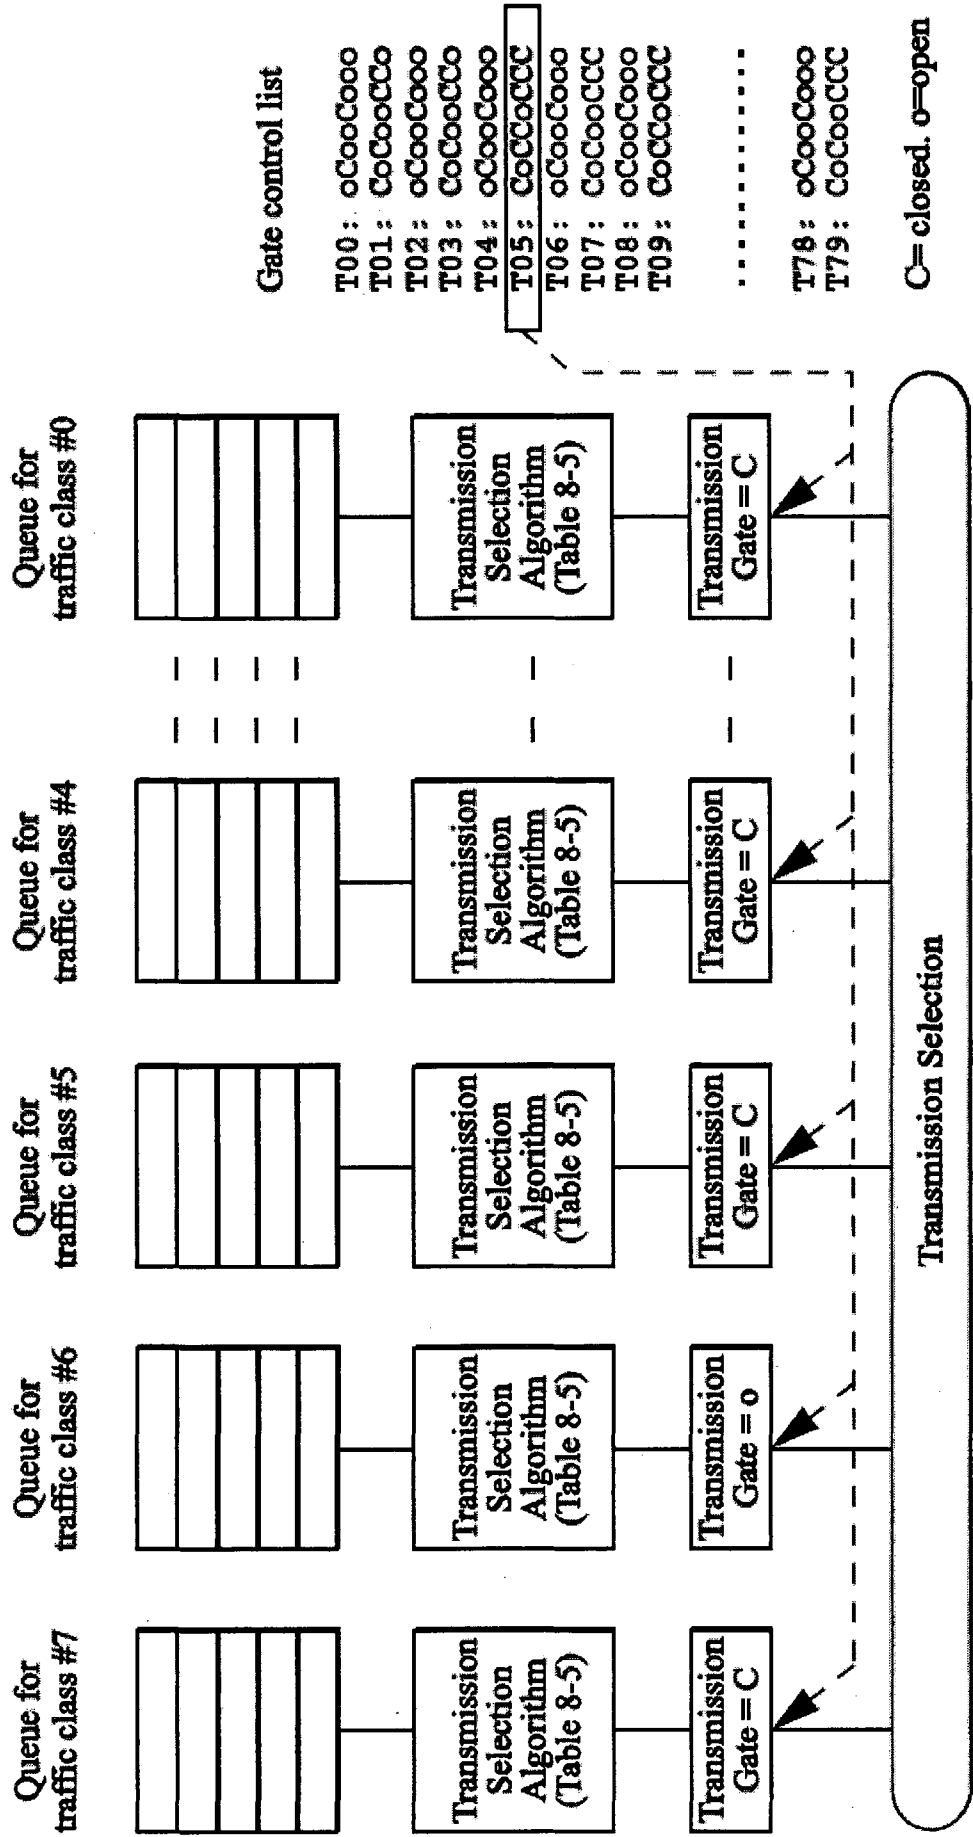 Queue for
traffic class #7
Queue for
traffic class #6
Queue for
traffic class #5
Queue for
traffic class #4
Queue for
traffic class #0
Transmission
Selection
Algorithm
(Table 8-5)
Transmission
Selection
Algorithm
(Table 8-5)
Transmission
Selection
Algorithm
(Table 8-5)
Transmission
Selection
Algorithm
(Table 8-5)
Transmission
Selection
Algorithm
(Table 8-5)
Transmission
Gate = C
Transmission
Gate = o
Transmission
Gate = C
Transmission
Gate = C
Transmission
Gate = C
Transmission Selection
Gate control list
T00: oCooCooo
T01: CoCooCCo
T02: oCooCooo
T03: CoCooCCo
T04: oCooCooo
T05: CoCCoCCC
T06: oCooCooo
T07: CoCooCCC
T08: oCooCooo
T09: CoCCoCCC
T78: oCooCooo
T79: CoCooCCC
C= closed. o=open